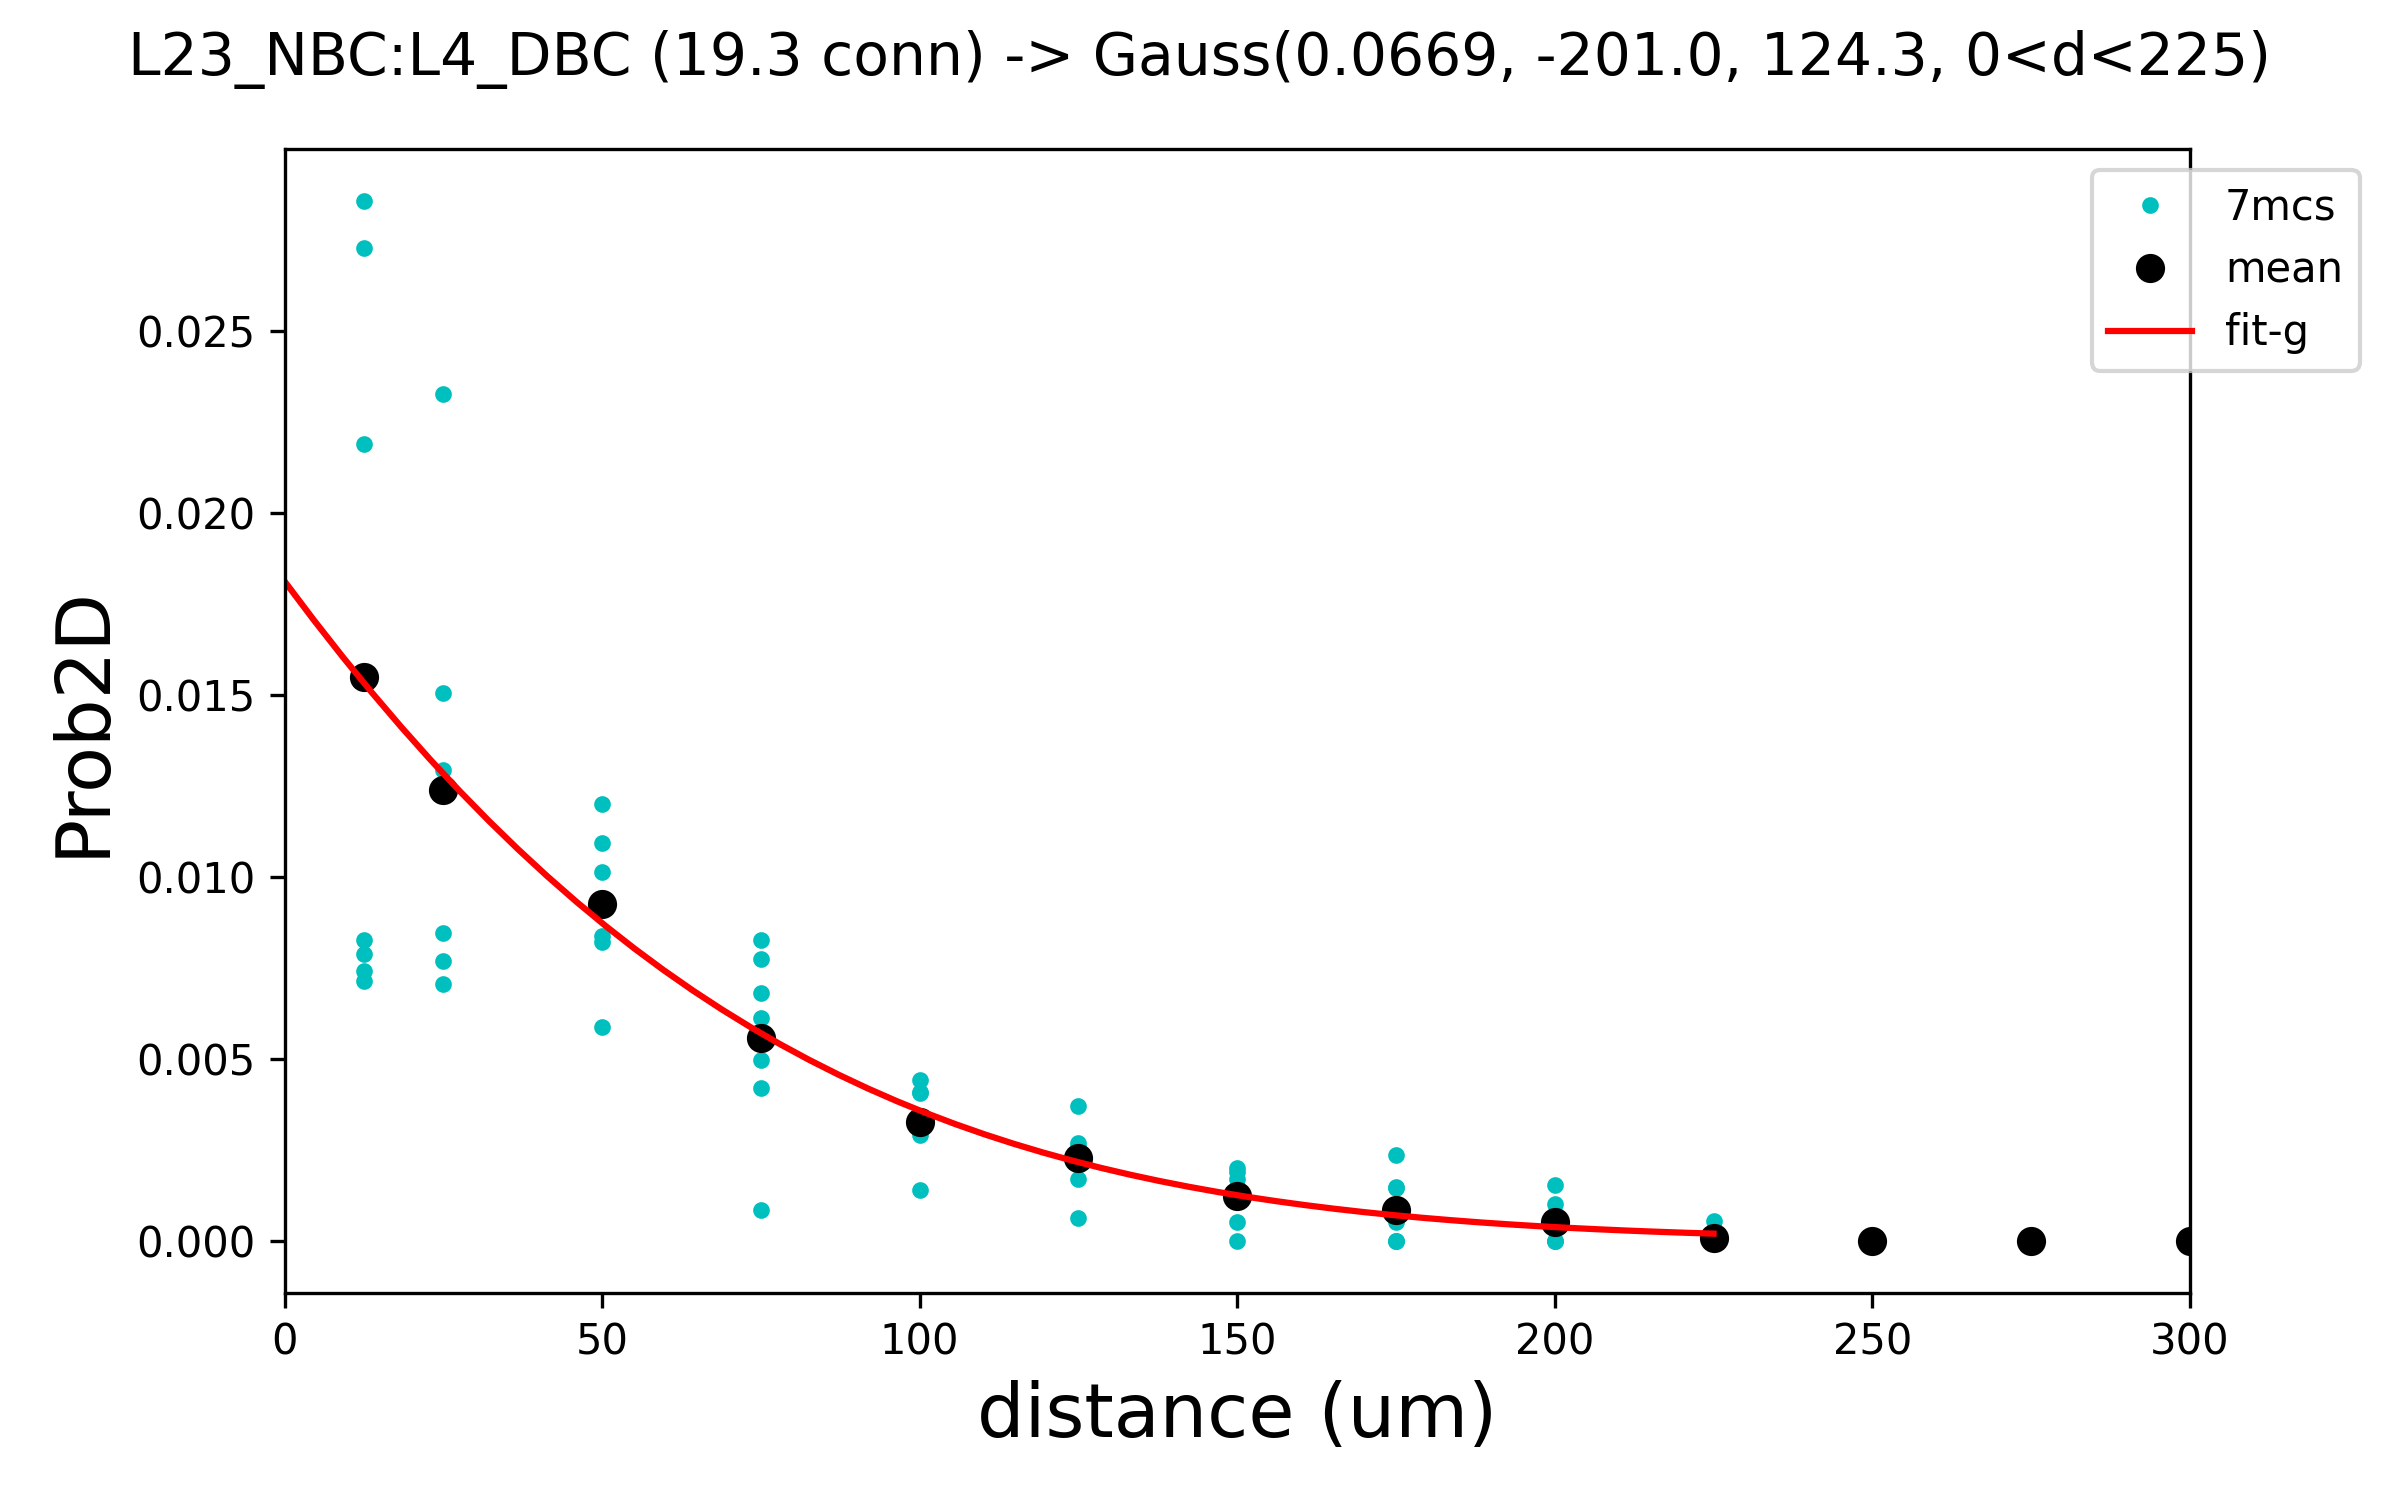 L23_NBC:L4_DBC (19.3 conn) -> Gauss(0.0669, -201.0, 124.3, 0<d<225)
7mcs
mean
fit-g
Prob2D
0.025
0.020
0.015
0.010
0.005
0.000
0 50 100 150 200 250 300
distance (um)